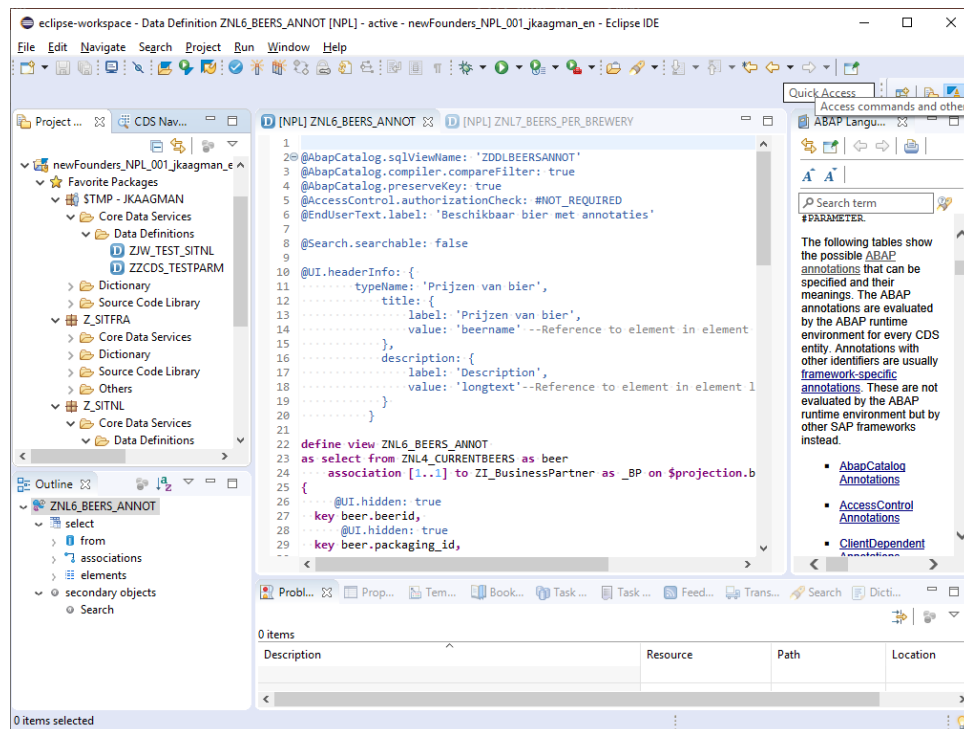 eclipse-workspace - Data Definition ZNL6_BEERS_ANNOT [NPL] - active - newFounders_NPL_001_jkaagman_en - Eclipse IDE
File Edit Navigate Search Project Run Window Help
Quick Access
Access commands and other
Project ... CDS Nav...
newFounders_NPL_001_jkaagman_e
Favorite Packages
$TMP - JKAAGMAN
Core Data Services
Data Definitions
ZJW_TEST_SITNL
ZZCDS_TESTPARM
Dictionary
Source Code Library
Z_SITFRA
Core Data Services
Dictionary
Source Code Library
Others
Z_SITNL
Core Data Services
Data Definitions
Outline
ZNL6_BEERS_ANNOT
select
from
associations
elements
secondary objects
Search
[NPL] ZNL6_BEERS_ANNOT [NPL] ZNL7_BEERS_PER_BREWERY
1
2 @AbapCatalog.sqlViewName: 'ZDDLBEERSANNOT'
3 @AbapCatalog.compiler.compareFilter: true
4 @AbapCatalog.preserveKey: true
5 @AccessControl.authorizationCheck: #NOT_REQUIRED
6 @EndUserText.label: 'Beschikbaar bier met annotaties'
7
8 @Search.searchable: false
9
10 @UI.headerInfo: {
11 typeName: 'Prijzen van bier',
12 title: {
13 label: 'Prijzen van bier',
14 value: 'beername' --Reference to element in element
15 },
16 description: {
17 label: 'Description',
18 value: 'longtext'--Reference to element in element l
19 }
20 }
21
22 define view ZNL6_BEERS_ANNOT
23 as select from ZNL4_CURRENTBEERS as beer
24 association [1..1] to ZI_BusinessPartner as _BP on $projection.b
25 {
26 @UI.hidden: true
27 key beer.beerid,
28 @UI.hidden: true
29 key beer.packaging_id,
ABAP Langu...
A A
Search term
#PARAMETER.
The following tables show
the possible ABAP
annotations that can be
specified and their
meanings. The ABAP
annotations are evaluated
by the ABAP runtime
environment for every CDS
entity. Annotations with
other identifiers are usually
framework-specific
annotations. These are not
evaluated by the ABAP
runtime environment but by
other SAP frameworks
instead.
AbapCatalog
Annotations
AccessControl
Annotations
ClientDependent
Annotations
Probl... Prop... Tem... Book... Task ... Task ... Feed... Trans... Search Dicti...
0 items
Description Resource Path Location
0 items selected